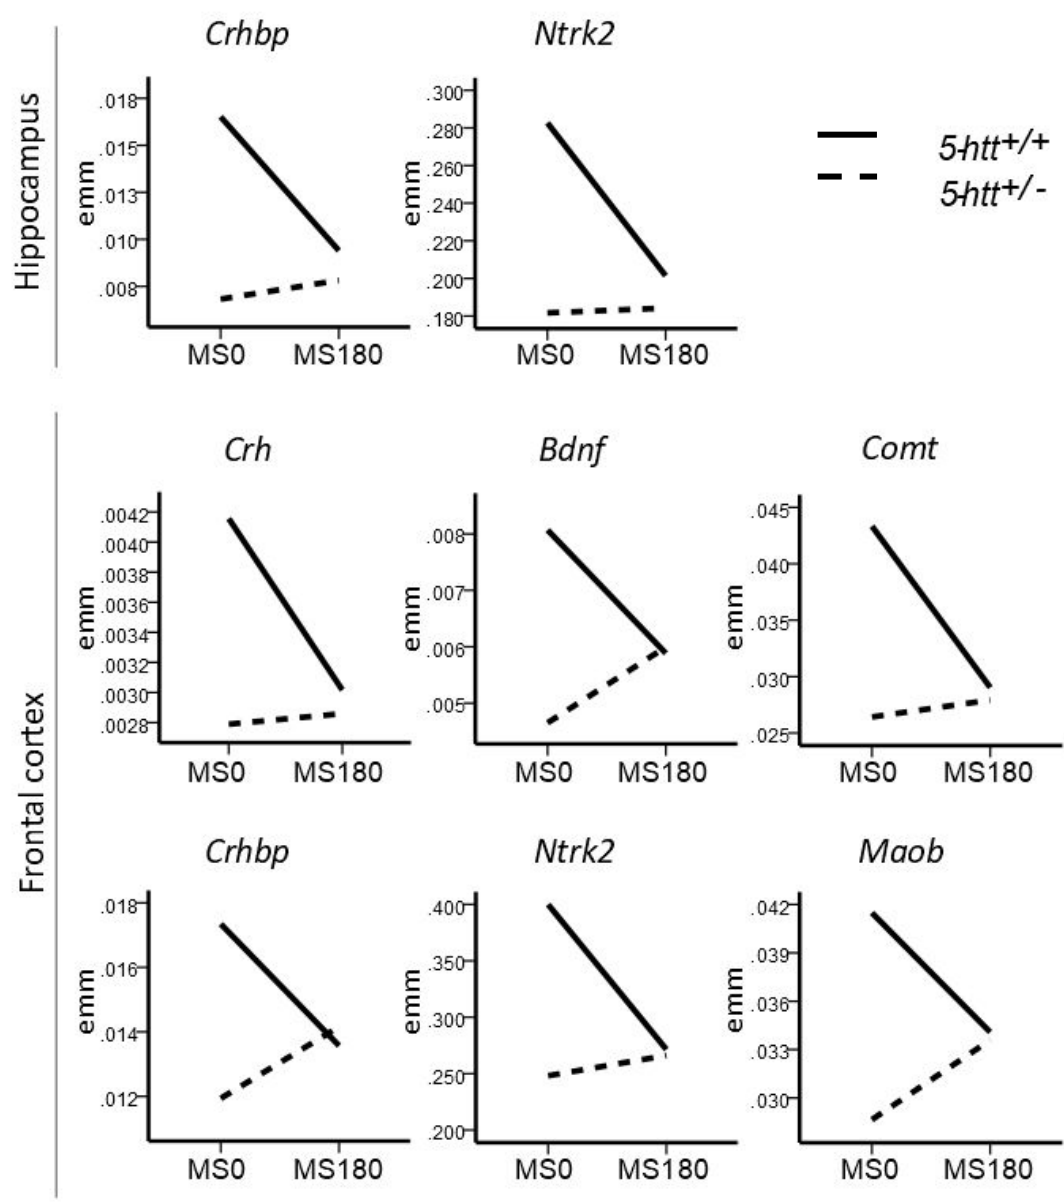 Hippocampus
Crhbp
.018
.015
.013
.010
.008
emm
MS0 MS180
Ntrk2
.300
.280
.260
.240
.220
.200
.180
emm
MS0 MS180
5-htt+/+
5-htt+/-
Frontal cortex
Crh
.0042
.0040
.0038
.0036
.0034
.0032
.0030
.0028
emm
MS0 MS180
Bdnf
.008
.007
.006
.005
emm
MS0 MS180
Comt
.045
.040
.035
.030
.025
emm
MS0 MS180
Crhbp
.018
.016
.014
.012
emm
MS0 MS180
Ntrk2
.400
.350
.300
.250
.200
emm
MS0 MS180
Maob
.042
.039
.036
.033
.030
emm
MS0 MS180